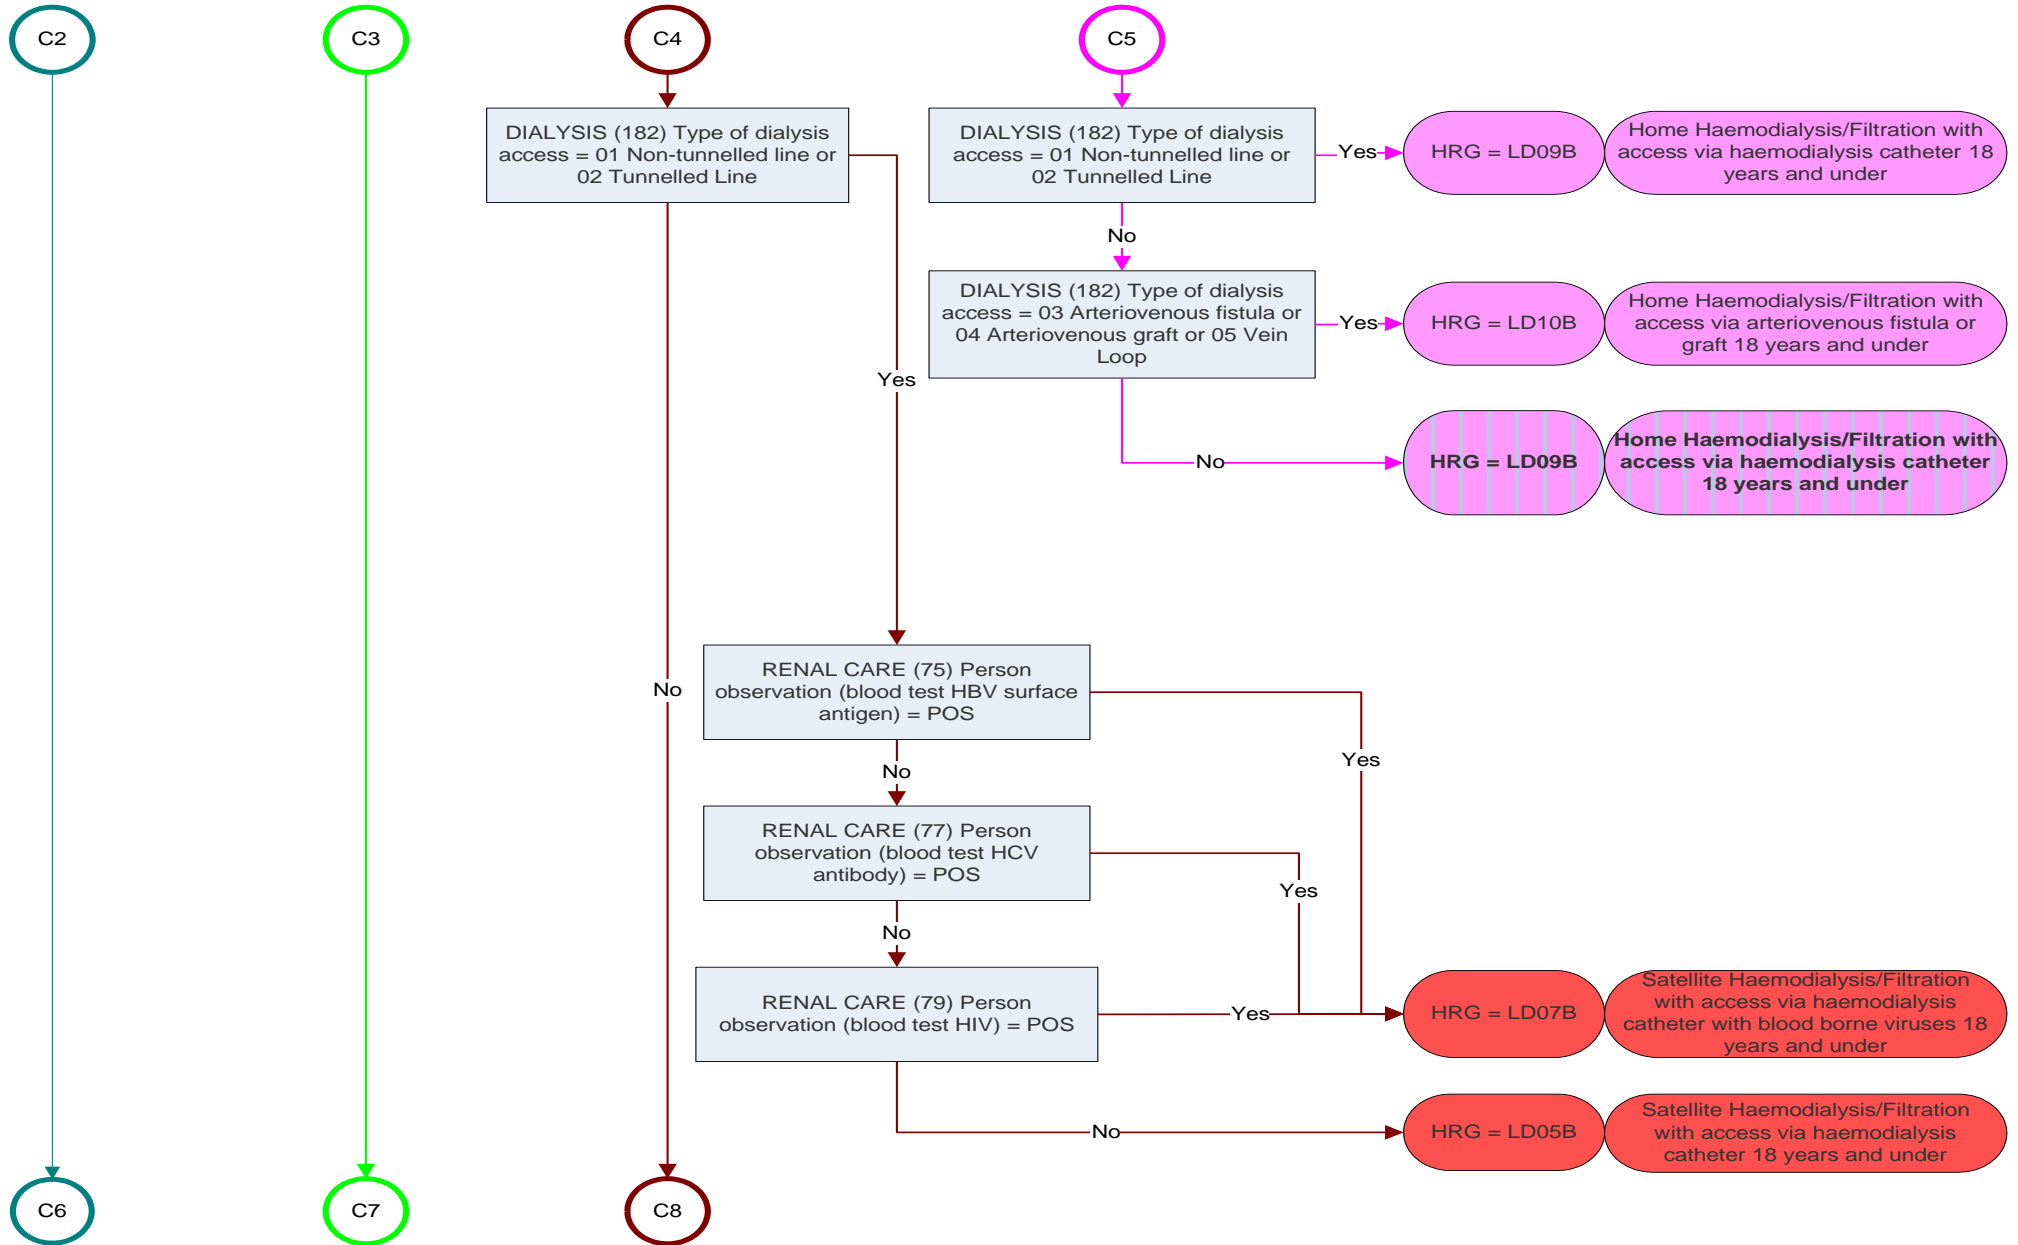 C2
C3
C4
C5
DIALYSIS (182) Type of dialysis
access = 01 Non-tunnelled line or
02 Tunnelled Line
DIALYSIS (182) Type of dialysis
access = 01 Non-tunnelled line or
02 Tunnelled Line
Yes
HRG = LD09B
Home Haemodialysis/Filtration with
access via haemodialysis catheter 18
years and under
No
DIALYSIS (182) Type of dialysis
access = 03 Arteriovenous fistula or
04 Arteriovenous graft or 05 Vein
Loop
Yes
HRG = LD10B
Home Haemodialysis/Filtration with
access via arteriovenous fistula or
graft 18 years and under
Yes
No
HRG = LD09B
Home Haemodialysis/Filtration with
access via haemodialysis catheter
18 years and under
No
RENAL CARE (75) Person
observation (blood test HBV surface
antigen) = POS
Yes
No
RENAL CARE (77) Person
observation (blood test HCV
antibody) = POS
Yes
No
RENAL CARE (79) Person
observation (blood test HIV) = POS
Yes
HRG = LD07B
Satellite Haemodialysis/Filtration
with access via haemodialysis
catheter with blood borne viruses 18
years and under
No
HRG = LD05B
Satellite Haemodialysis/Filtration
with access via haemodialysis
catheter 18 years and under
C6
C7
C8